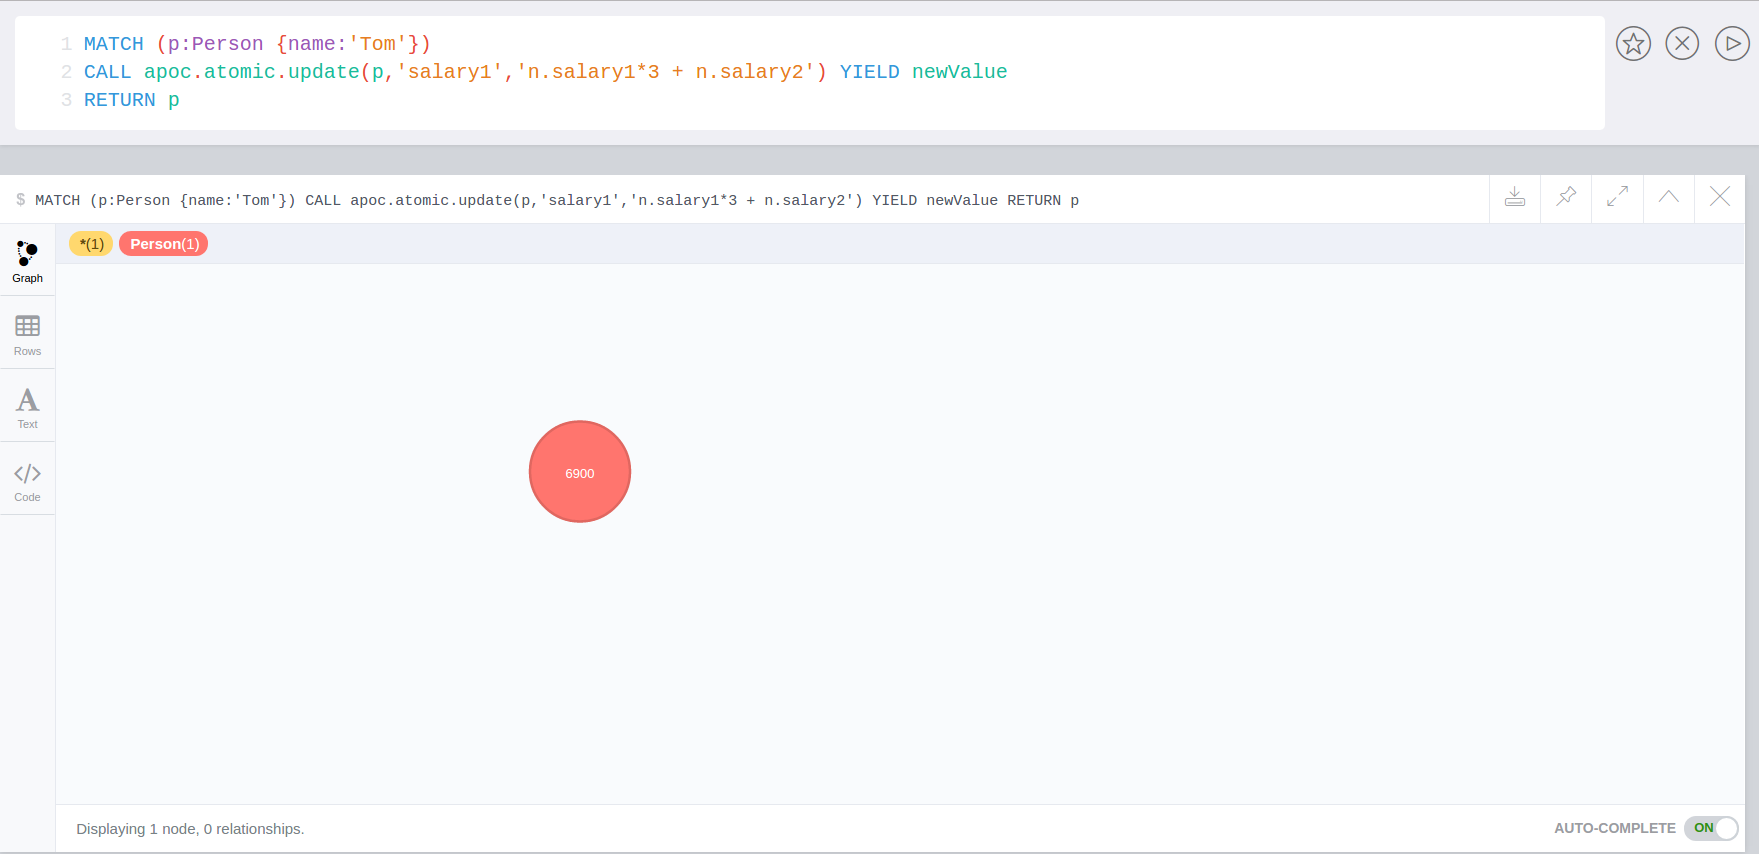 1 MATCH (p:Person {name:'Tom'})
2 CALL apoc.atomic.update(p,'salary1','n.salary1*3 + n.salary2') YIELD newValue
3 RETURN p
$ MATCH (p:Person {name:'Tom'}) CALL apoc.atomic.update(p,'salary1','n.salary1*3 + n.salary2') YIELD newValue RETURN p
*(1) Person(1)
Graph
Rows
A
Text
</>
Code
6900
Displaying 1 node, 0 relationships.
AUTO-COMPLETE ON